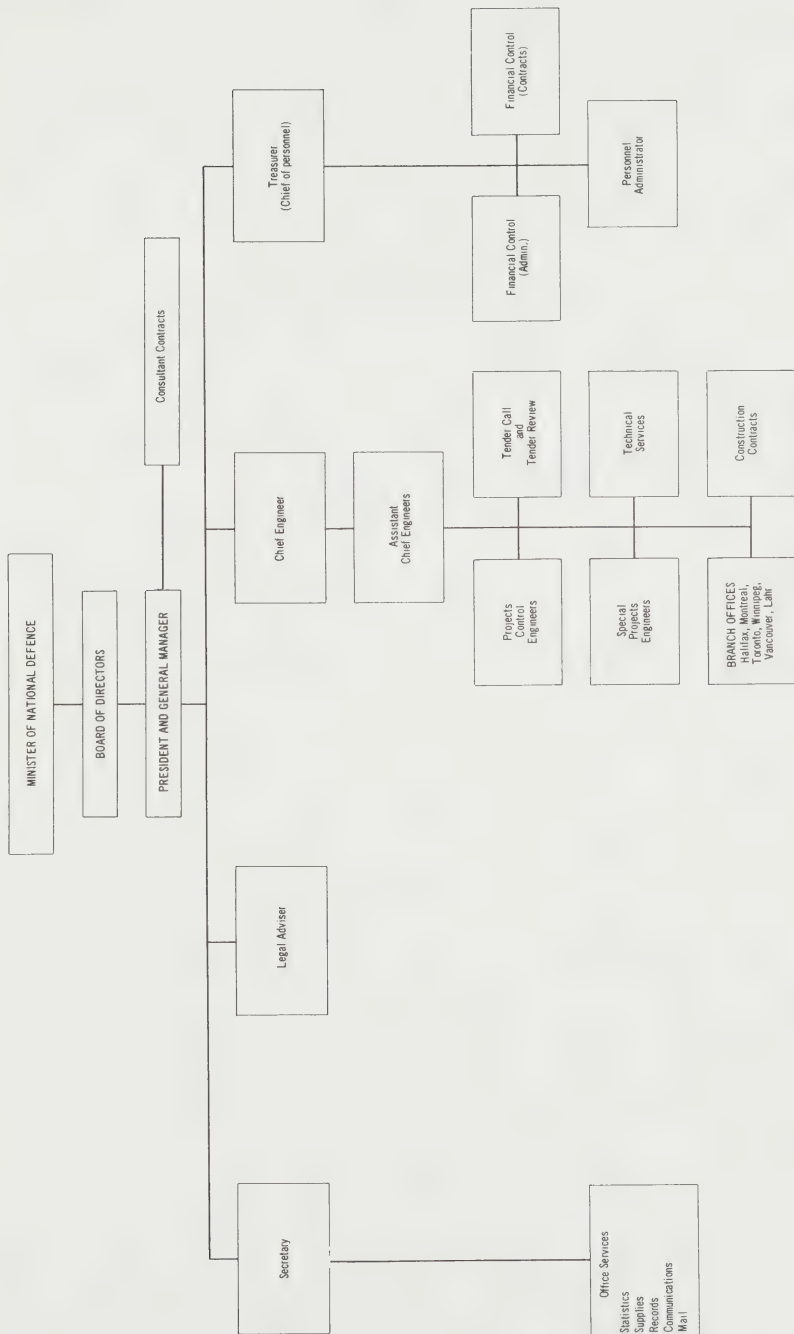 MINISTER OF NATIONAL DEFENCE
BOARD OF DIRECTORS
PRESIDENT AND GENERAL MANAGER
Consultant Contracts
Secretary
Legal Adviser
Chief Engineer
Treasurer
(Chief of personnel)
Assistant
Chief Engineers
Projects
Control
Engineers
Tender Call
and
Tender Review
Financial Control
(Admin.)
Financial Control
(Contracts)
Office Services
Statistics
Supplies
Records
Communications
Mail
Special
Projects
Engineers
Technical
Services
Personnel
Administrator
BRANCH OFFICES
Halifax, Montreal,
Toronto, Winnipeg,
Vancouver, Lahr
Construction
Contracts